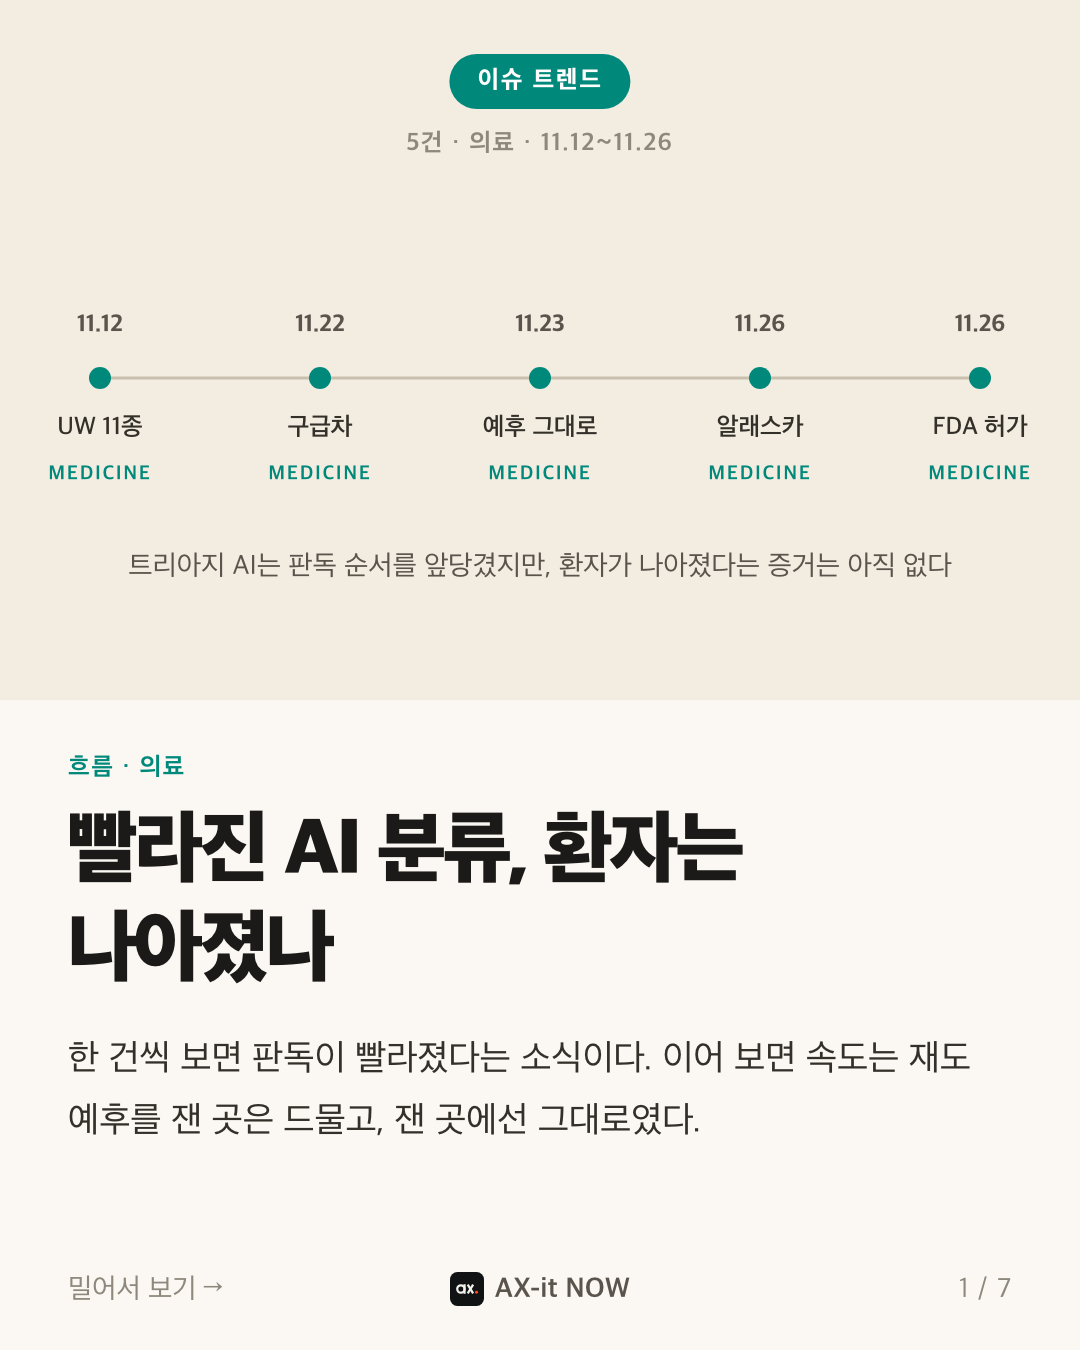 이슈 트렌드
5건 · 의료 · 11.12~11.26
11.12 11.22 11.23 11.26 11.26
UW 11종 구급차 예후 그대로 알래스카 FDA 허가
MEDICINE MEDICINE MEDICINE MEDICINE MEDICINE
트리아지 AI는 판독 순서를 앞당겼지만, 환자가 나아졌다는 증거는 아직 없다
흐름 · 의료
빨라진 AI 분류, 환자는
나아졌나
한 건씩 보면 판독이 빨라졌다는 소식이다. 이어 보면 속도는 재도
예후를 잰 곳은 드물고, 잰 곳에선 그대로였다.
밀어서 보기 →
ax. AX-it NOW
1 / 7